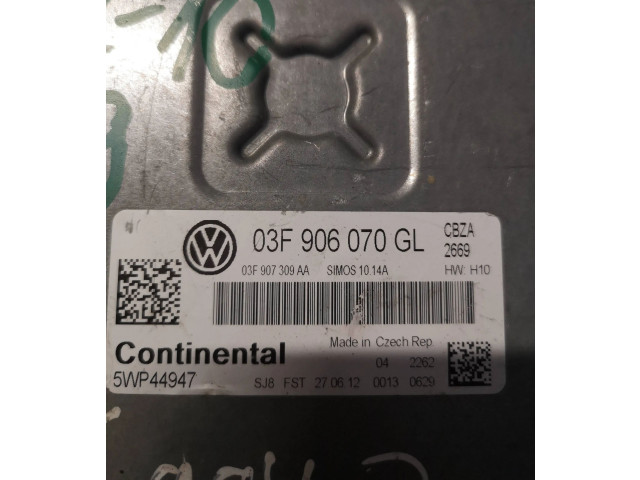 -10
03F 906 070 GL
CBZA
2669
03F 907 309 AA SIMOS 10.14A HW: H10
Made in Czech Rep.
Continental
04 2262
5WP44947
SJ8 FST 27.06.12 0013 0629